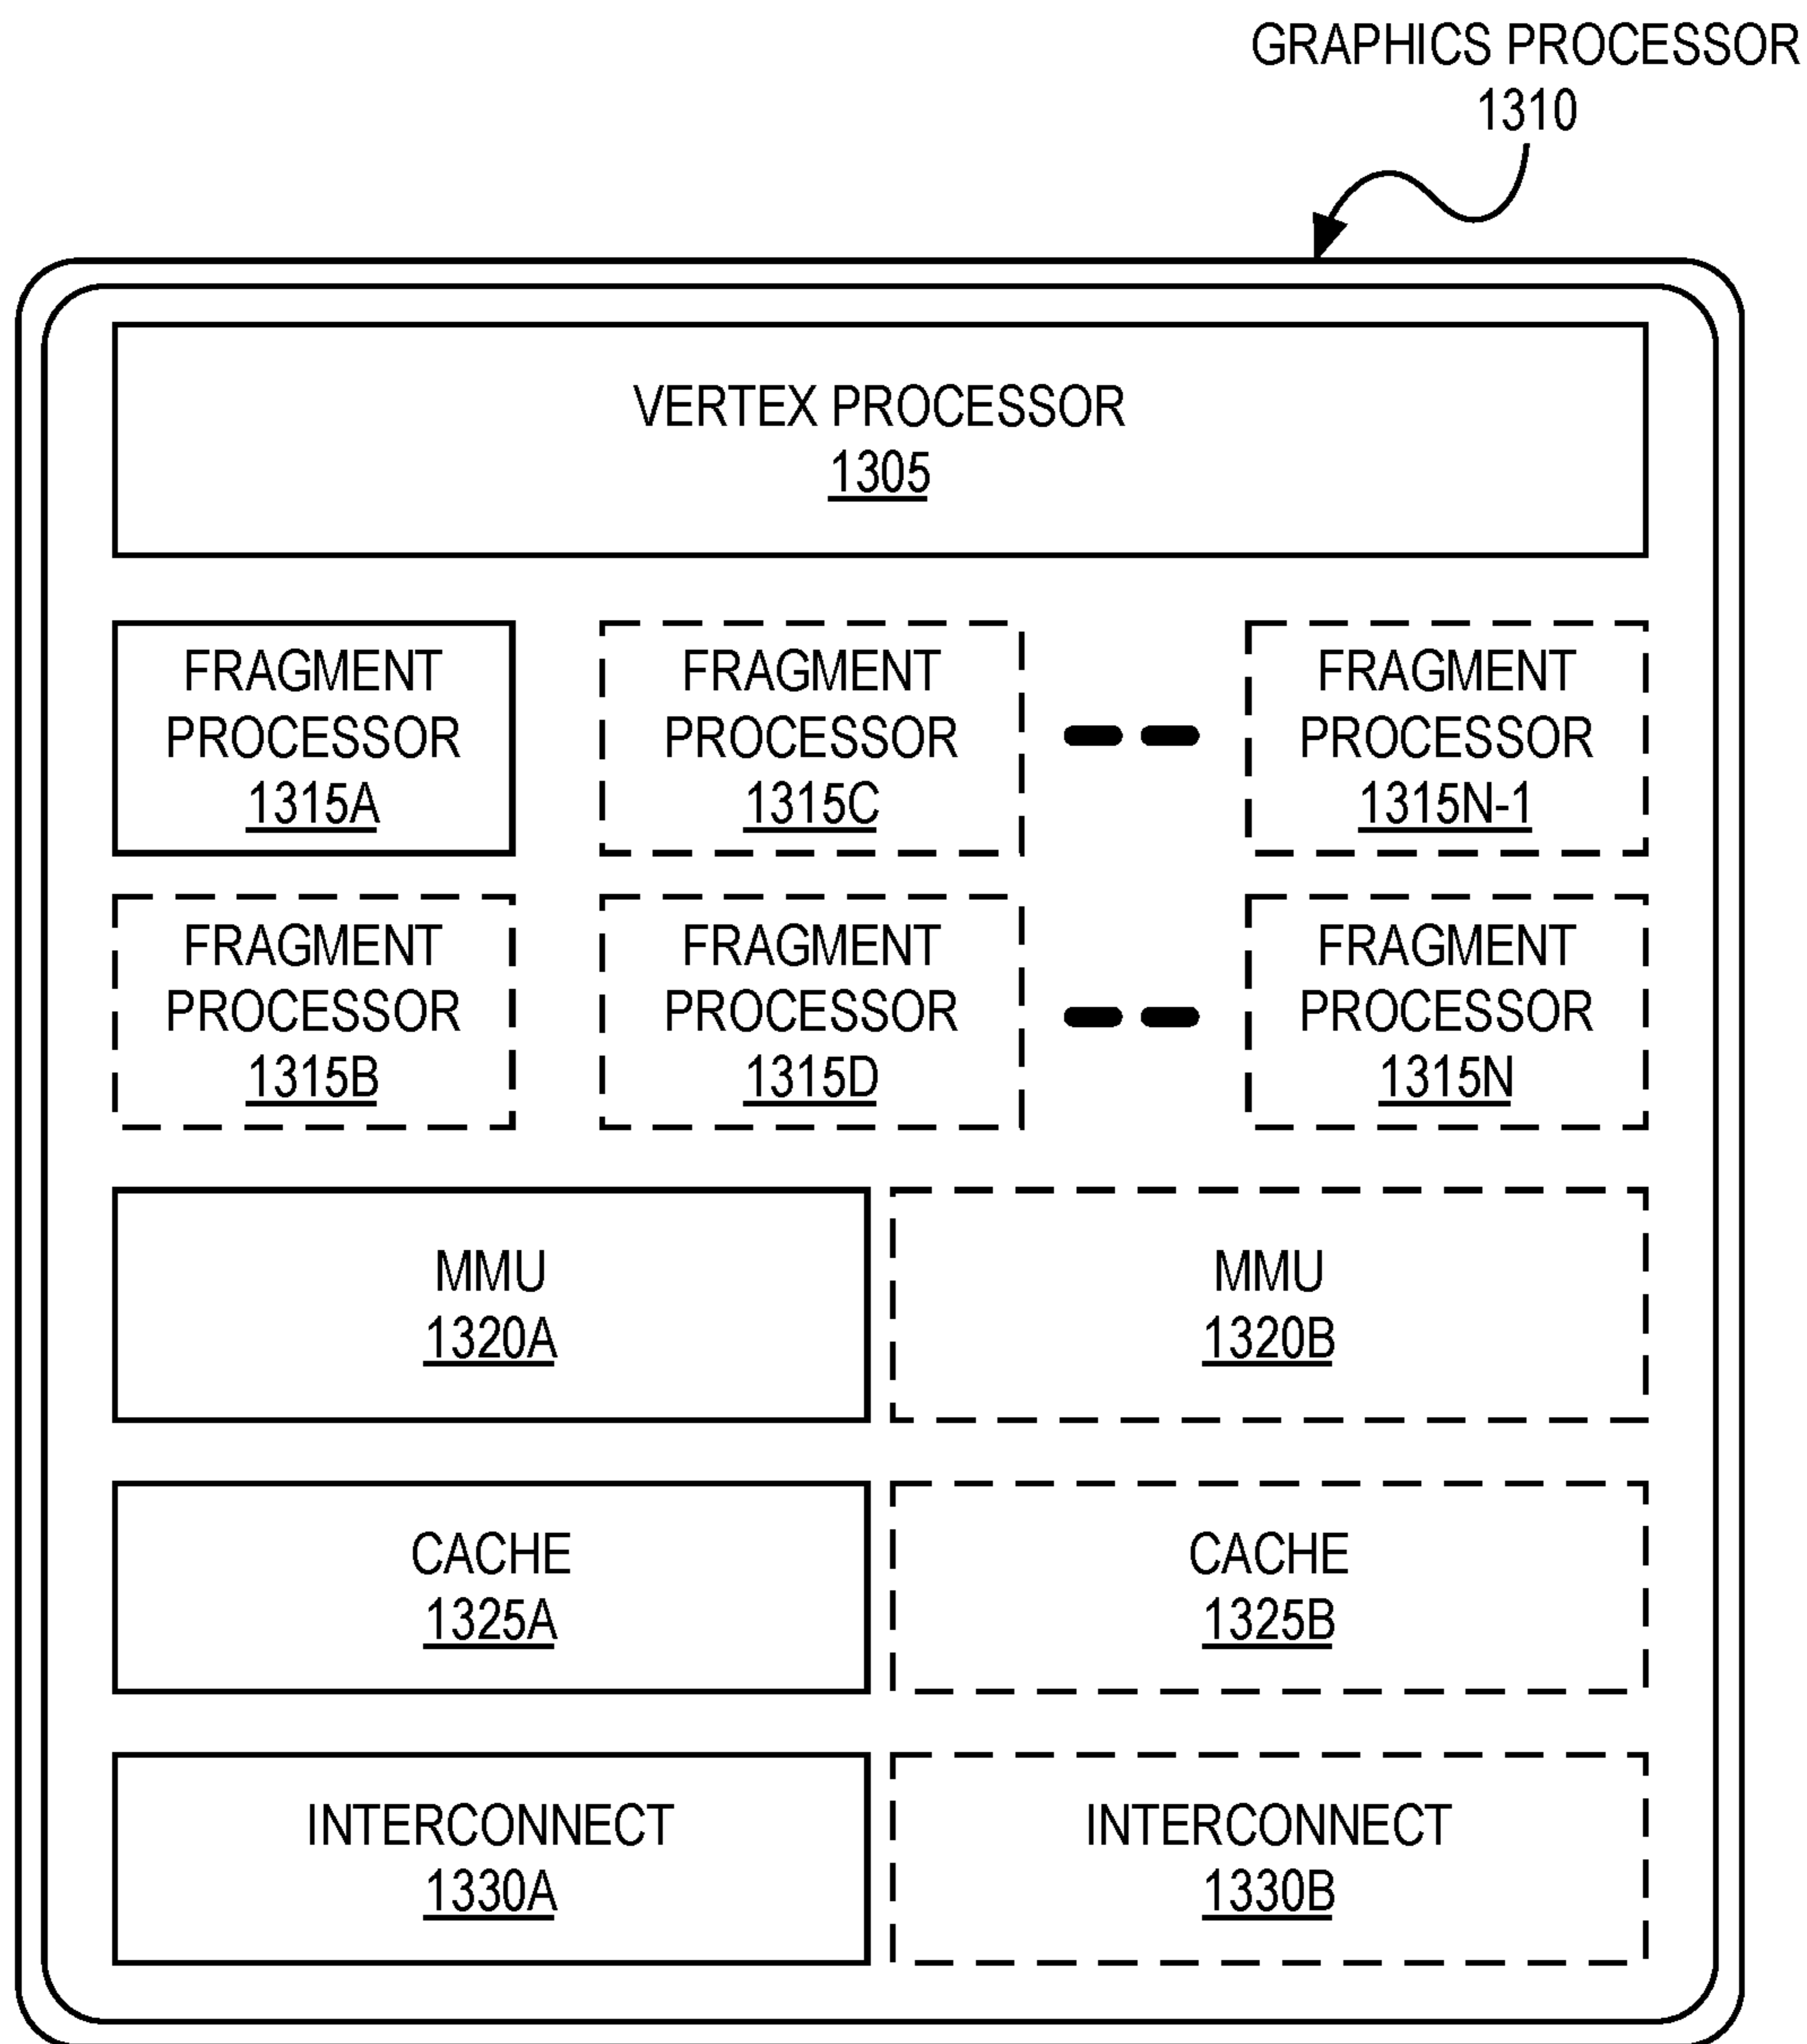 GRAPHICS PROCESSOR
1310
VERTEX PROCESSOR
1305
FRAGMENT
PROCESSOR
1315A
FRAGMENT
PROCESSOR
1315C
FRAGMENT
PROCESSOR
1315N-1
FRAGMENT
PROCESSOR
1315B
FRAGMENT
PROCESSOR
1315D
FRAGMENT
PROCESSOR
1315N
MMU
1320A
MMU
1320B
CACHE
1325A
CACHE
1325B
INTERCONNECT
1330A
INTERCONNECT
1330B